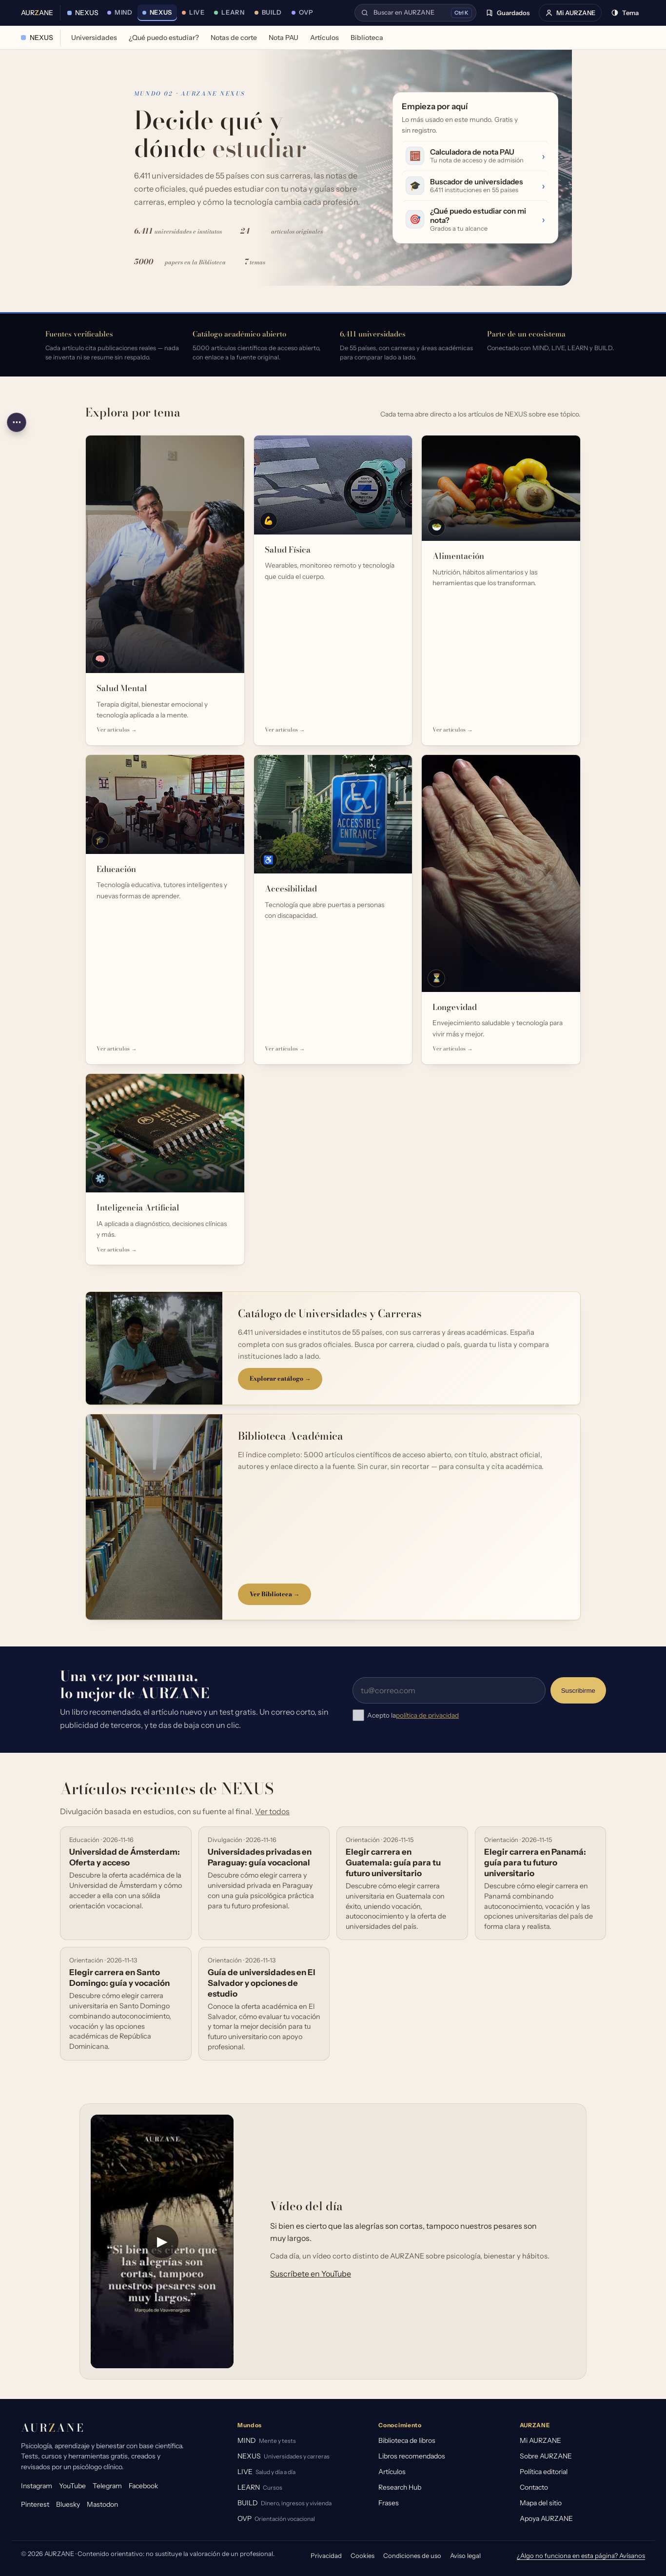 AURZANE NEXUS MIND NEXUS LIVE LEARN BUILD OVP Buscar en AURZANE Ctrl K Guardados Mi AURZANE Tema
NEXUS Universidades ¿Qué puedo estudiar? Notas de corte Nota PAU Artículos Biblioteca
MUNDO 02 · AURZANE NEXUS
Decide qué y
dónde estudiar
6.411 universidades de 55 países con sus carreras, las notas de
corte oficiales, qué puedes estudiar con tu nota y guías sobre
carreras, empleo y cómo la tecnología cambia cada profesión.
6.411 universidades e institutos 24 artículos originales
5000 papers en la Biblioteca 7 temas
Empieza por aquí
Lo más usado en este mundo. Gratis y
sin registro.
Calculadora de nota PAU
Tu nota de acceso y de admisión
Buscador de universidades
6.411 instituciones en 55 países
¿Qué puedo estudiar con mi
nota?
Grados a tu alcance
Fuentes verificables
Cada artículo cita publicaciones reales — nada
se inventa ni se resume sin respaldo.
Catálogo académico abierto
5.000 artículos científicos de acceso abierto,
con enlace a la fuente original.
6.411 universidades
De 55 países, con carreras y áreas académicas
para comparar lado a lado.
Parte de un ecosistema
Conectado con MIND, LIVE, LEARN y BUILD.
Explora por tema
Cada tema abre directo a los artículos de NEXUS sobre ese tópico.
Salud Mental
Terapia digital, bienestar emocional y
tecnología aplicada a la mente.
Ver artículos →
Salud Física
Wearables, monitoreo remoto y tecnología
que cuida el cuerpo.
Ver artículos →
Alimentación
Nutrición, hábitos alimentarios y las
herramientas que los transforman.
Ver artículos →
Educación
Tecnología educativa, tutores inteligentes y
nuevas formas de aprender.
Ver artículos →
ACCESSIBLE
ENTRANCE
Accesibilidad
Tecnología que abre puertas a personas
con discapacidad.
Ver artículos →
Longevidad
Envejecimiento saludable y tecnología para
vivir más y mejor.
Ver artículos →
Inteligencia Artificial
IA aplicada a diagnóstico, decisiones clínicas
y más.
Ver artículos →
Catálogo de Universidades y Carreras
6.411 universidades e institutos de 55 países, con sus carreras y áreas académicas. España
completa con sus grados oficiales. Busca por carrera, ciudad o país, guarda tu lista y compara
instituciones lado a lado.
Explorar catálogo →
Biblioteca Académica
El índice completo: 5.000 artículos científicos de acceso abierto, con título, abstract oficial,
autores y enlace directo a la fuente. Sin curar, sin recortar — para consulta y cita académica.
Ver Biblioteca →
Una vez por semana,
lo mejor de AURZANE
Un libro recomendado, el artículo nuevo y un test gratis. Un correo corto, sin
publicidad de terceros, y te das de baja con un clic.
tu@correo.com
Suscribirme
Acepto la política de privacidad
Artículos recientes de NEXUS
Divulgación basada en estudios, con su fuente al final. Ver todos
Educación · 2026-11-16
Universidad de Ámsterdam:
Oferta y acceso
Descubre la oferta académica de la
Universidad de Ámsterdam y cómo
acceder a ella con una sólida
orientación vocacional.
Divulgación · 2026-11-16
Universidades privadas en
Paraguay: guía vocacional
Descubre cómo elegir carrera y
universidad privada en Paraguay
con una guía psicológica práctica
para tu futuro profesional.
Orientación · 2026-11-15
Elegir carrera en
Guatemala: guía para tu
futuro universitario
Descubre cómo elegir carrera
universitaria en Guatemala con
éxito, uniendo vocación,
autoconocimiento y la oferta de
universidades del país.
Orientación · 2026-11-15
Elegir carrera en Panamá:
guía para tu futuro
universitario
Descubre cómo elegir carrera en
Panamá combinando
autoconocimiento, vocación y las
opciones universitarias del país de
forma clara y realista.
Orientación · 2026-11-13
Elegir carrera en Santo
Domingo: guía y vocación
Descubre cómo elegir carrera
universitaria en Santo Domingo
combinando autoconocimiento,
vocación y las opciones
académicas de República
Dominicana.
Orientación · 2026-11-13
Guía de universidades en El
Salvador y opciones de
estudio
Conoce la oferta académica en El
Salvador, cómo evaluar tu vocación
y tomar la mejor decisión para tu
futuro universitario con apoyo
profesional.
AURZANE
“Si bien es cierto que
las alegrías son
cortas, tampoco
nuestros pesares son
muy largos.”
Marqués de Vauvenargues
Vídeo del día
Si bien es cierto que las alegrías son cortas, tampoco nuestros pesares son
muy largos.
Cada día, un vídeo corto distinto de AURZANE sobre psicología, bienestar y hábitos.
Suscríbete en YouTube
AURZANE
Psicología, aprendizaje y bienestar con base científica.
Tests, cursos y herramientas gratis, creados y
revisados por un psicólogo clínico.
Instagram YouTube Telegram Facebook
Pinterest Bluesky Mastodon
Mundos
MIND Mente y tests
NEXUS Universidades y carreras
LIVE Salud y día a día
LEARN Cursos
BUILD Dinero, ingresos y vivienda
OVP Orientación vocacional
Conocimiento
Biblioteca de libros
Libros recomendados
Artículos
Research Hub
Frases
AURZANE
Mi AURZANE
Sobre AURZANE
Política editorial
Contacto
Mapa del sitio
Apoya AURZANE
© 2026 AURZANE · Contenido orientativo: no sustituye la valoración de un profesional.
Privacidad Cookies Condiciones de uso Aviso legal
¿Algo no funciona en esta página? Avísanos